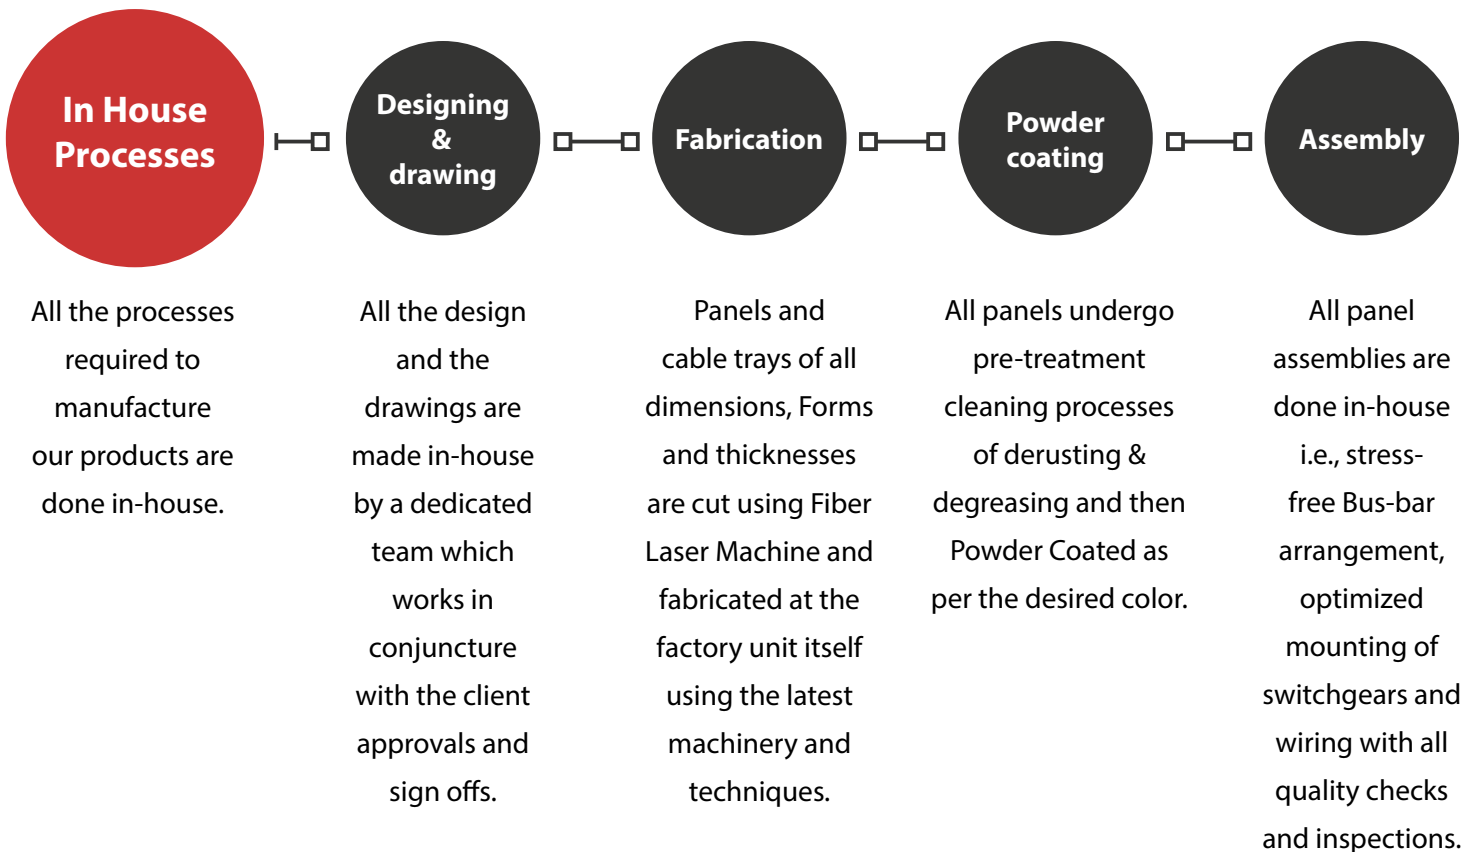 In House
Processes
Designing
&
drawing
Fabrication
Powder
coating
Assembly
All the processes
required to
manufacture
our products are
done in-house.
All the design
and the
drawings are
made in-house
by a dedicated
team which
works in
conjuncture
with the client
approvals and
sign offs.
Panels and
cable trays of all
dimensions, Forms
and thicknesses
are cut using Fiber
Laser Machine and
fabricated at the
factory unit itself
using the latest
machinery and
techniques.
All panels undergo
pre-treatment
cleaning processes
of derusting &
degreasing and then
Powder Coated as
per the desired color.
All panel
assemblies are
done in-house
i.e., stress-
free Bus-bar
arrangement,
optimized
mounting of
switchgears and
wiring with all
quality checks
and inspections.